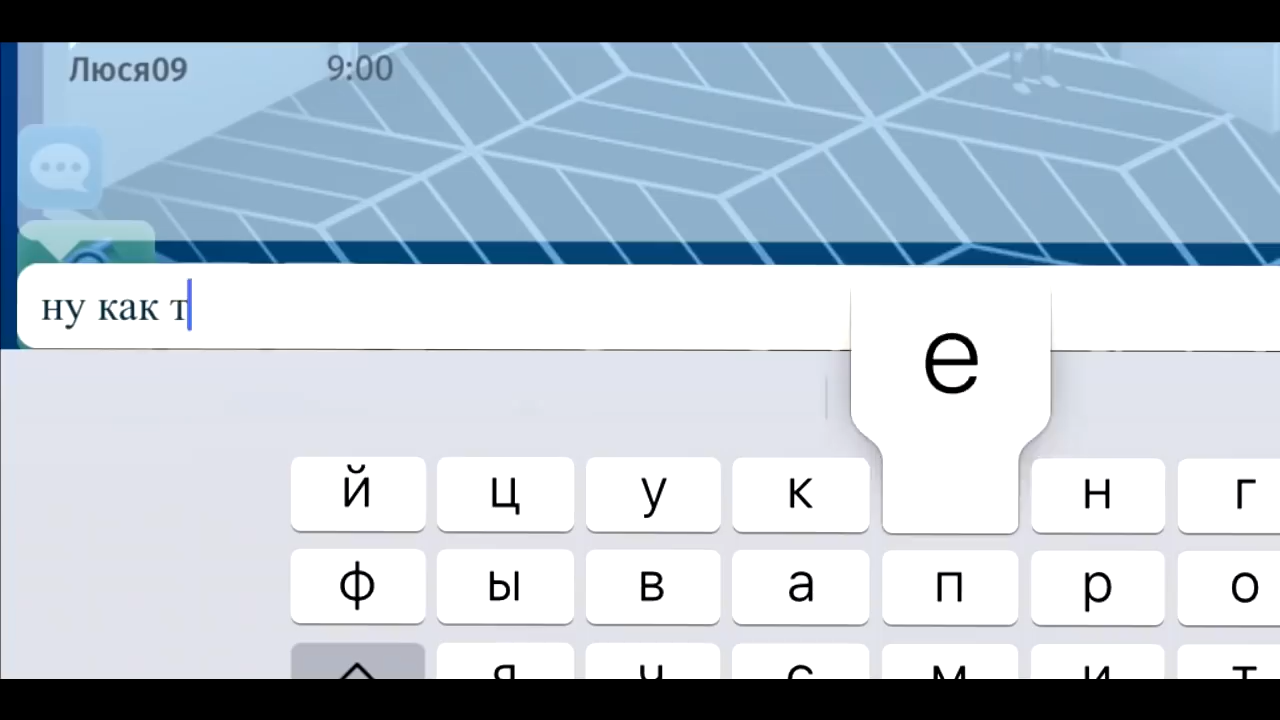 Люся09 9:00
ну как т
е
й ц у к н г
ф ы в а п р о
я ч с м и т